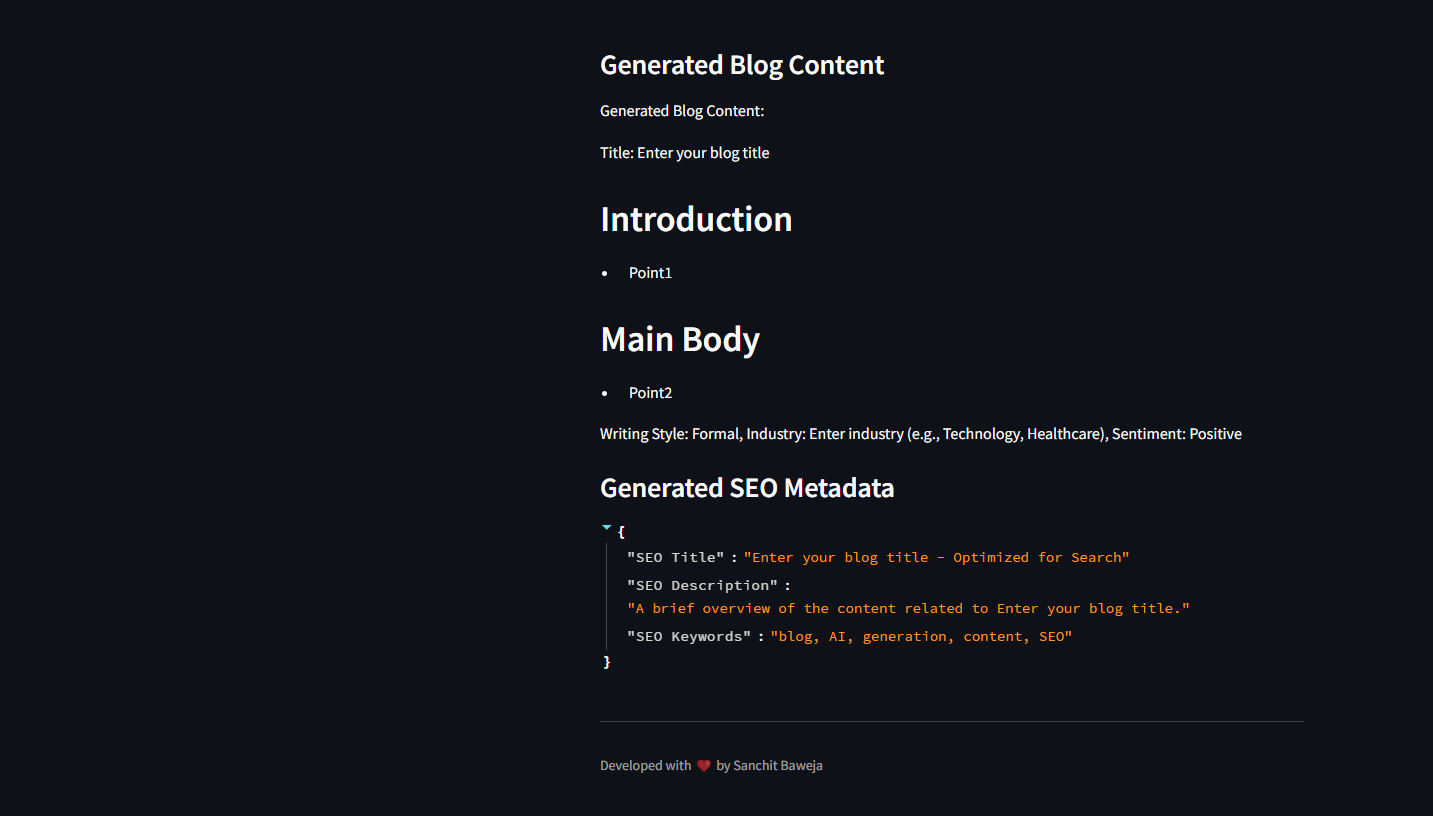 Generated Blog Content
Generated Blog Content:
Title: Enter your blog title
Introduction
• Point1
Main Body
• Point2
Writing Style: Formal, Industry: Enter industry (e.g., Technology, Healthcare), Sentiment: Positive
Generated SEO Metadata
{
"SEO Title" : "Enter your blog title - Optimized for Search"
"SEO Description" :
"A brief overview of the content related to Enter your blog title."
"SEO Keywords" : "blog, AI, generation, content, SEO"
}
Developed with ❤️ by Sanchit Baweja